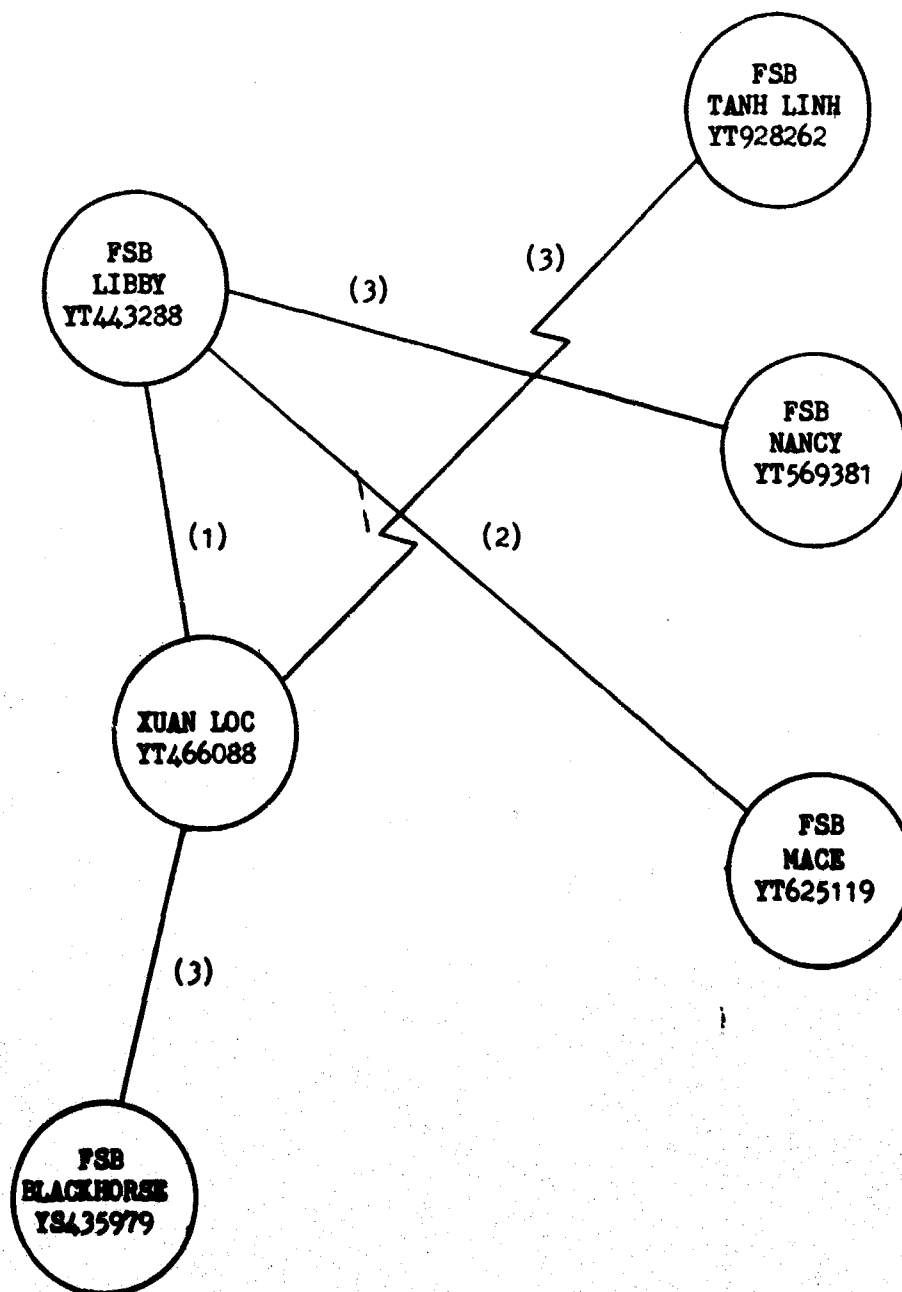 FSB
TANH LINH
YT928262
FSB
LIBBY
YT443288
(3)
(3)
FSB
NANCY
YT569381
(1)
(2)
XUAN LOC
YT466088
FSB
MACE
YT625119
(3)
FSB
BLACKHORSE
YS435979